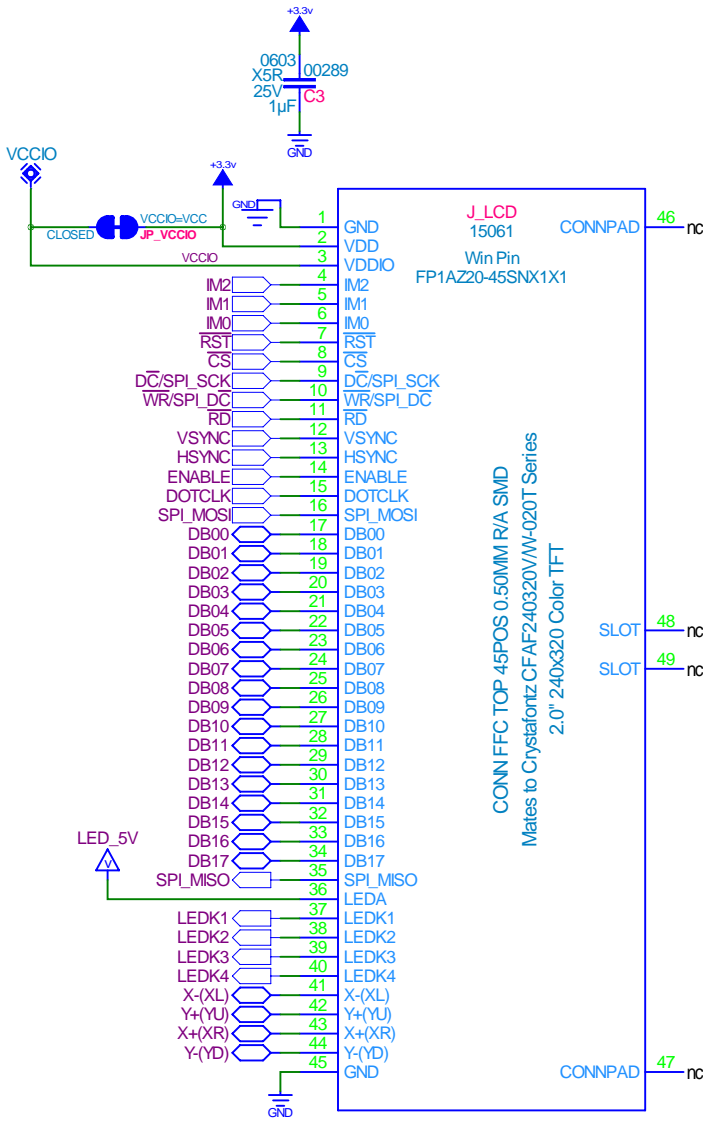 +3.3v
0603
X5R
25V
1µF
00289
C3
GND
VCCIO
+3.3v
GND
VCCIO=VCC
CLOSED
JP_VCCIO
VCCIO
J_LCD
15061
Win Pin
FP1AZ20-45SNX1X1
1 GND
2 VDD
3 VDDIO
IM2 4 IM2
IM1 5 IM1
IM0 6 IM0
RST 7 RST
CS 8 CS
DC/SPI_SCK 9 DC/SPI_SCK
WR/SPI_DC 10 WR/SPI_DC
RD 11 RD
VSYNC 12 VSYNC
HSYNC 13 HSYNC
ENABLE 14 ENABLE
DOTCLK 15 DOTCLK
SPI_MOSI 16 SPI_MOSI
DB00 17 DB00
DB01 18 DB01
DB02 19 DB02
DB03 20 DB03
DB04 21 DB04
DB05 22 DB05
DB06 23 DB06
DB07 24 DB07
DB08 25 DB08
DB09 26 DB09
DB10 27 DB10
DB11 28 DB11
DB12 29 DB12
DB13 30 DB13
DB14 31 DB14
DB15 32 DB15
DB16 33 DB16
DB17 34 DB17
LED_5V
V
SPI_MISO 35 SPI_MISO
36 LEDA
LEDK1 37 LEDK1
LEDK2 38 LEDK2
LEDK3 39 LEDK3
LEDK4 40 LEDK4
X-(XL) 41 X-(XL)
Y+(YU) 42 Y+(YU)
X+(XR) 43 X+(XR)
Y-(YD) 44 Y-(YD)
45 GND
GND
CONN FFC TOP 45POS 0.50MM R/A SMD
Mates to Crystafontz CFAF240320V/W-020T Series
2.0" 240x320 Color TFT
CONNPAD 46 nc
SLOT 48 nc
SLOT 49 nc
CONNPAD 47 nc